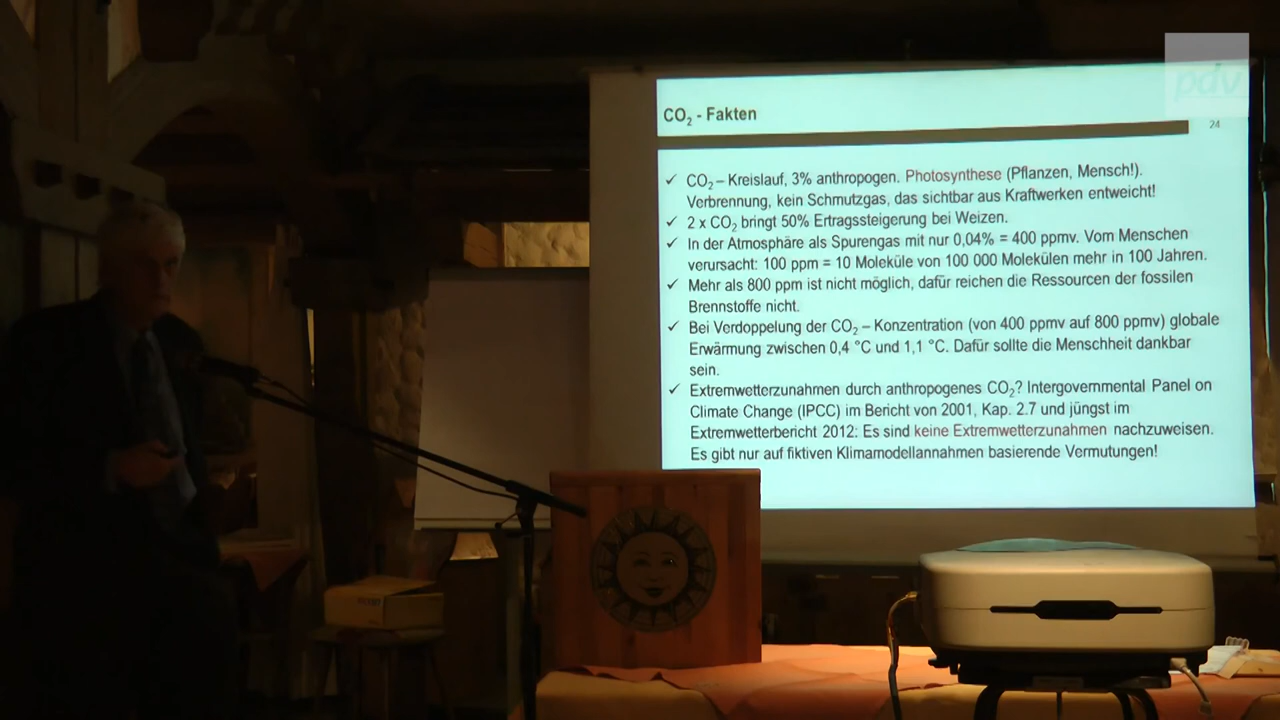 pdv
CO₂ - Fakten
24
✓ CO₂ – Kreislauf, 3% anthropogen. Photosynthese (Pflanzen, Mensch!).
Verbrennung, kein Schmutzgas, das sichtbar aus Kraftwerken entweicht!
✓ 2 x CO₂ bringt 50% Ertragssteigerung bei Weizen.
✓ In der Atmosphäre als Spurengas mit nur 0,04% = 400 ppmv. Vom Menschen
verursacht: 100 ppm = 10 Moleküle von 100 000 Molekülen mehr in 100 Jahren.
✓ Mehr als 800 ppm ist nicht möglich, dafür reichen die Ressourcen der fossilen
Brennstoffe nicht.
✓ Bei Verdoppelung der CO₂ – Konzentration (von 400 ppmv auf 800 ppmv) globale
Erwärmung zwischen 0,4 °C und 1,1 °C. Dafür sollte die Menschheit dankbar
sein.
✓ Extremwetterzunahmen durch anthropogenes CO₂? Intergovernmental Panel on
Climate Change (IPCC) im Bericht von 2001, Kap. 2.7 und jüngst im
Extremwetterbericht 2012: Es sind keine Extremwetterzunahmen nachzuweisen.
Es gibt nur auf fiktiven Klimamodellannahmen basierende Vermutungen!